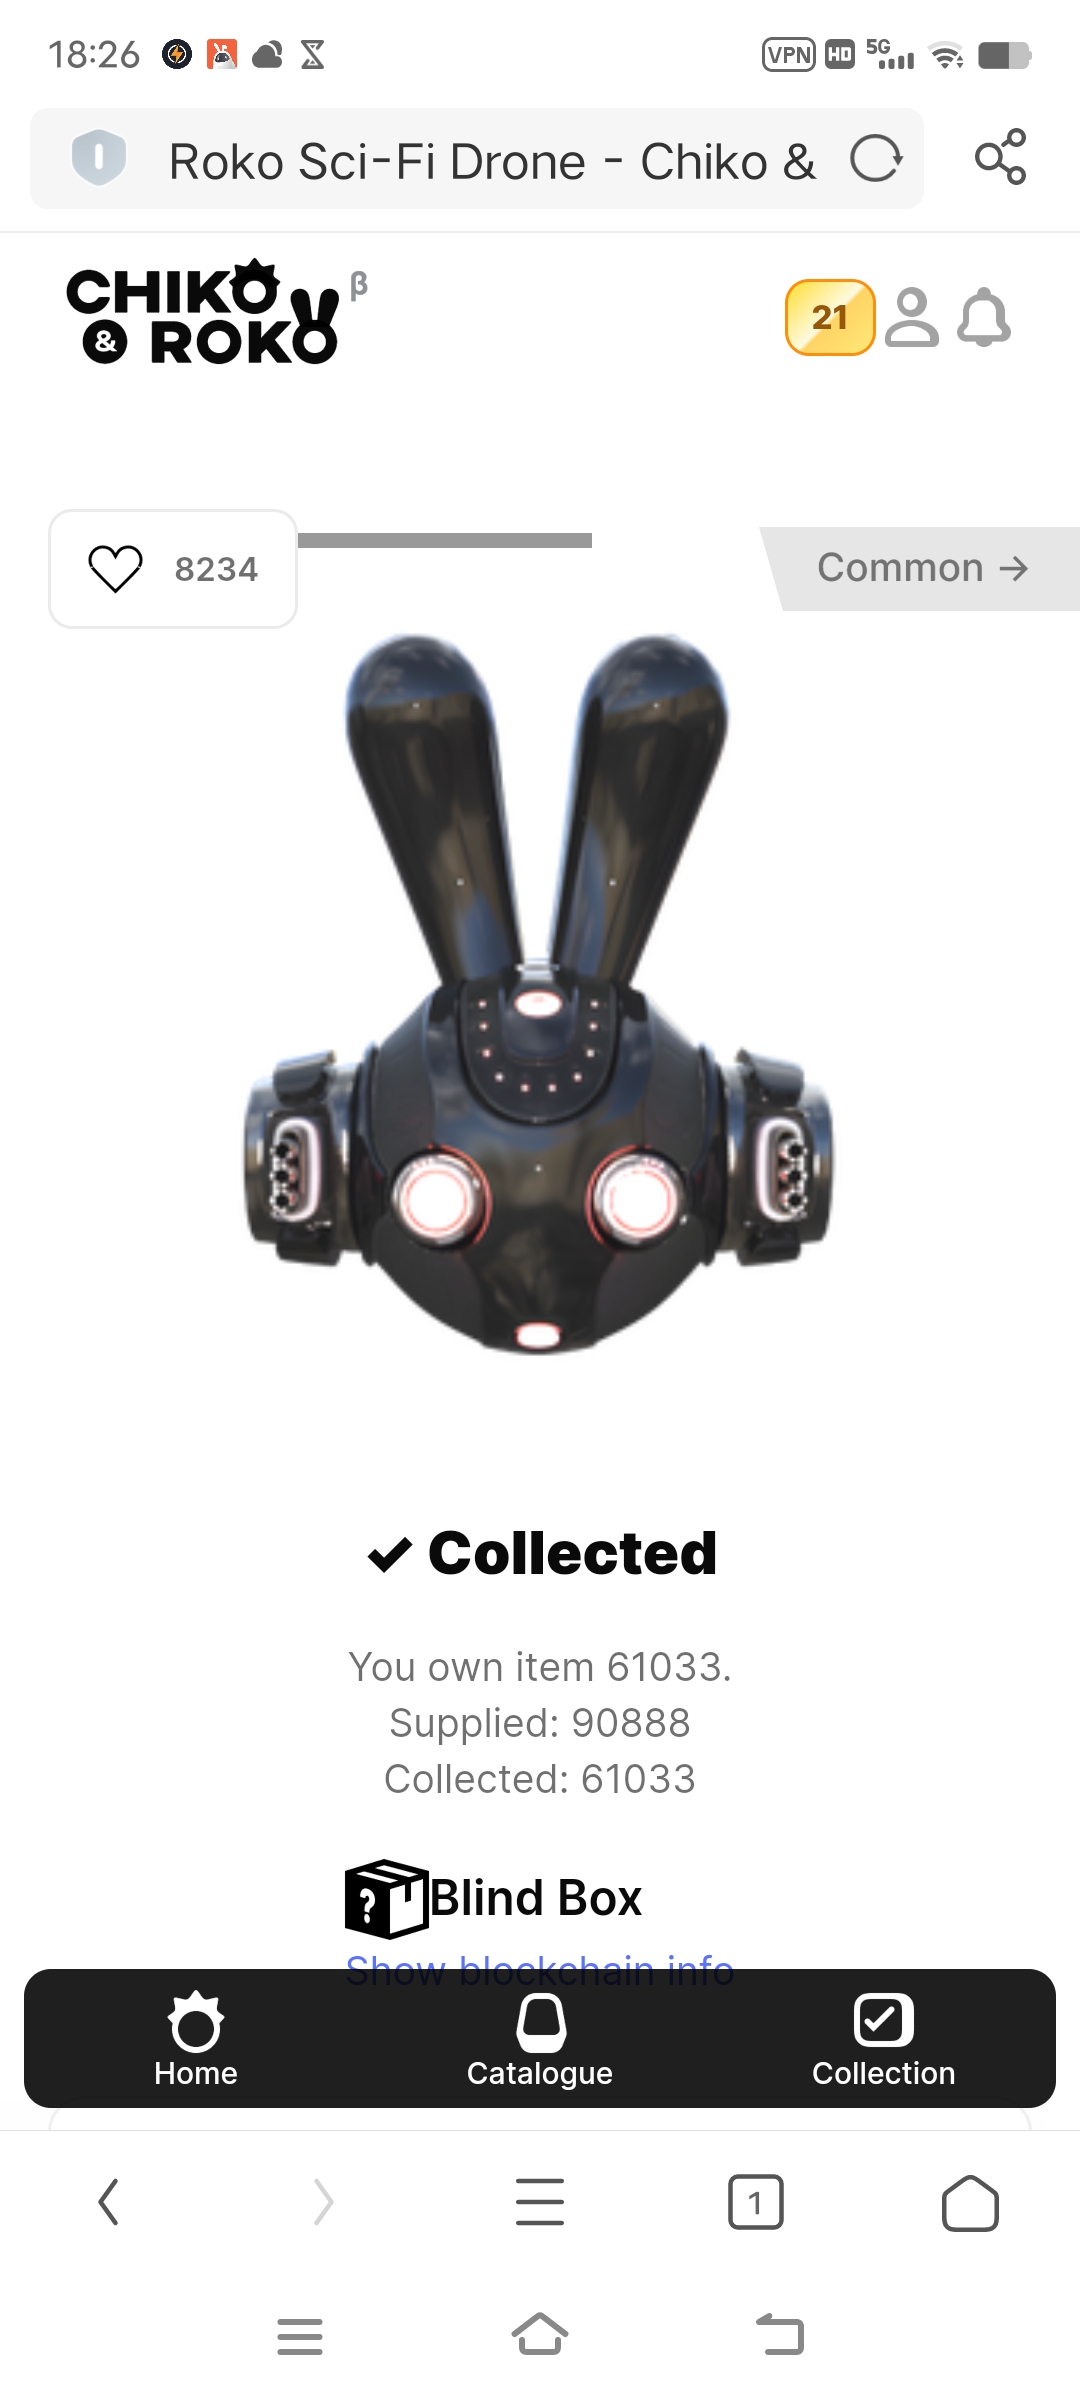 18:26
VPN HD 5G
Roko Sci-Fi Drone - Chiko &
CHIKO
& ROKO
β
21
8234
Common →
✓ Collected
You own item 61033.
Supplied: 90888
Collected: 61033
?
Blind Box
Show blockchain info
Home
Catalogue
Collection
1